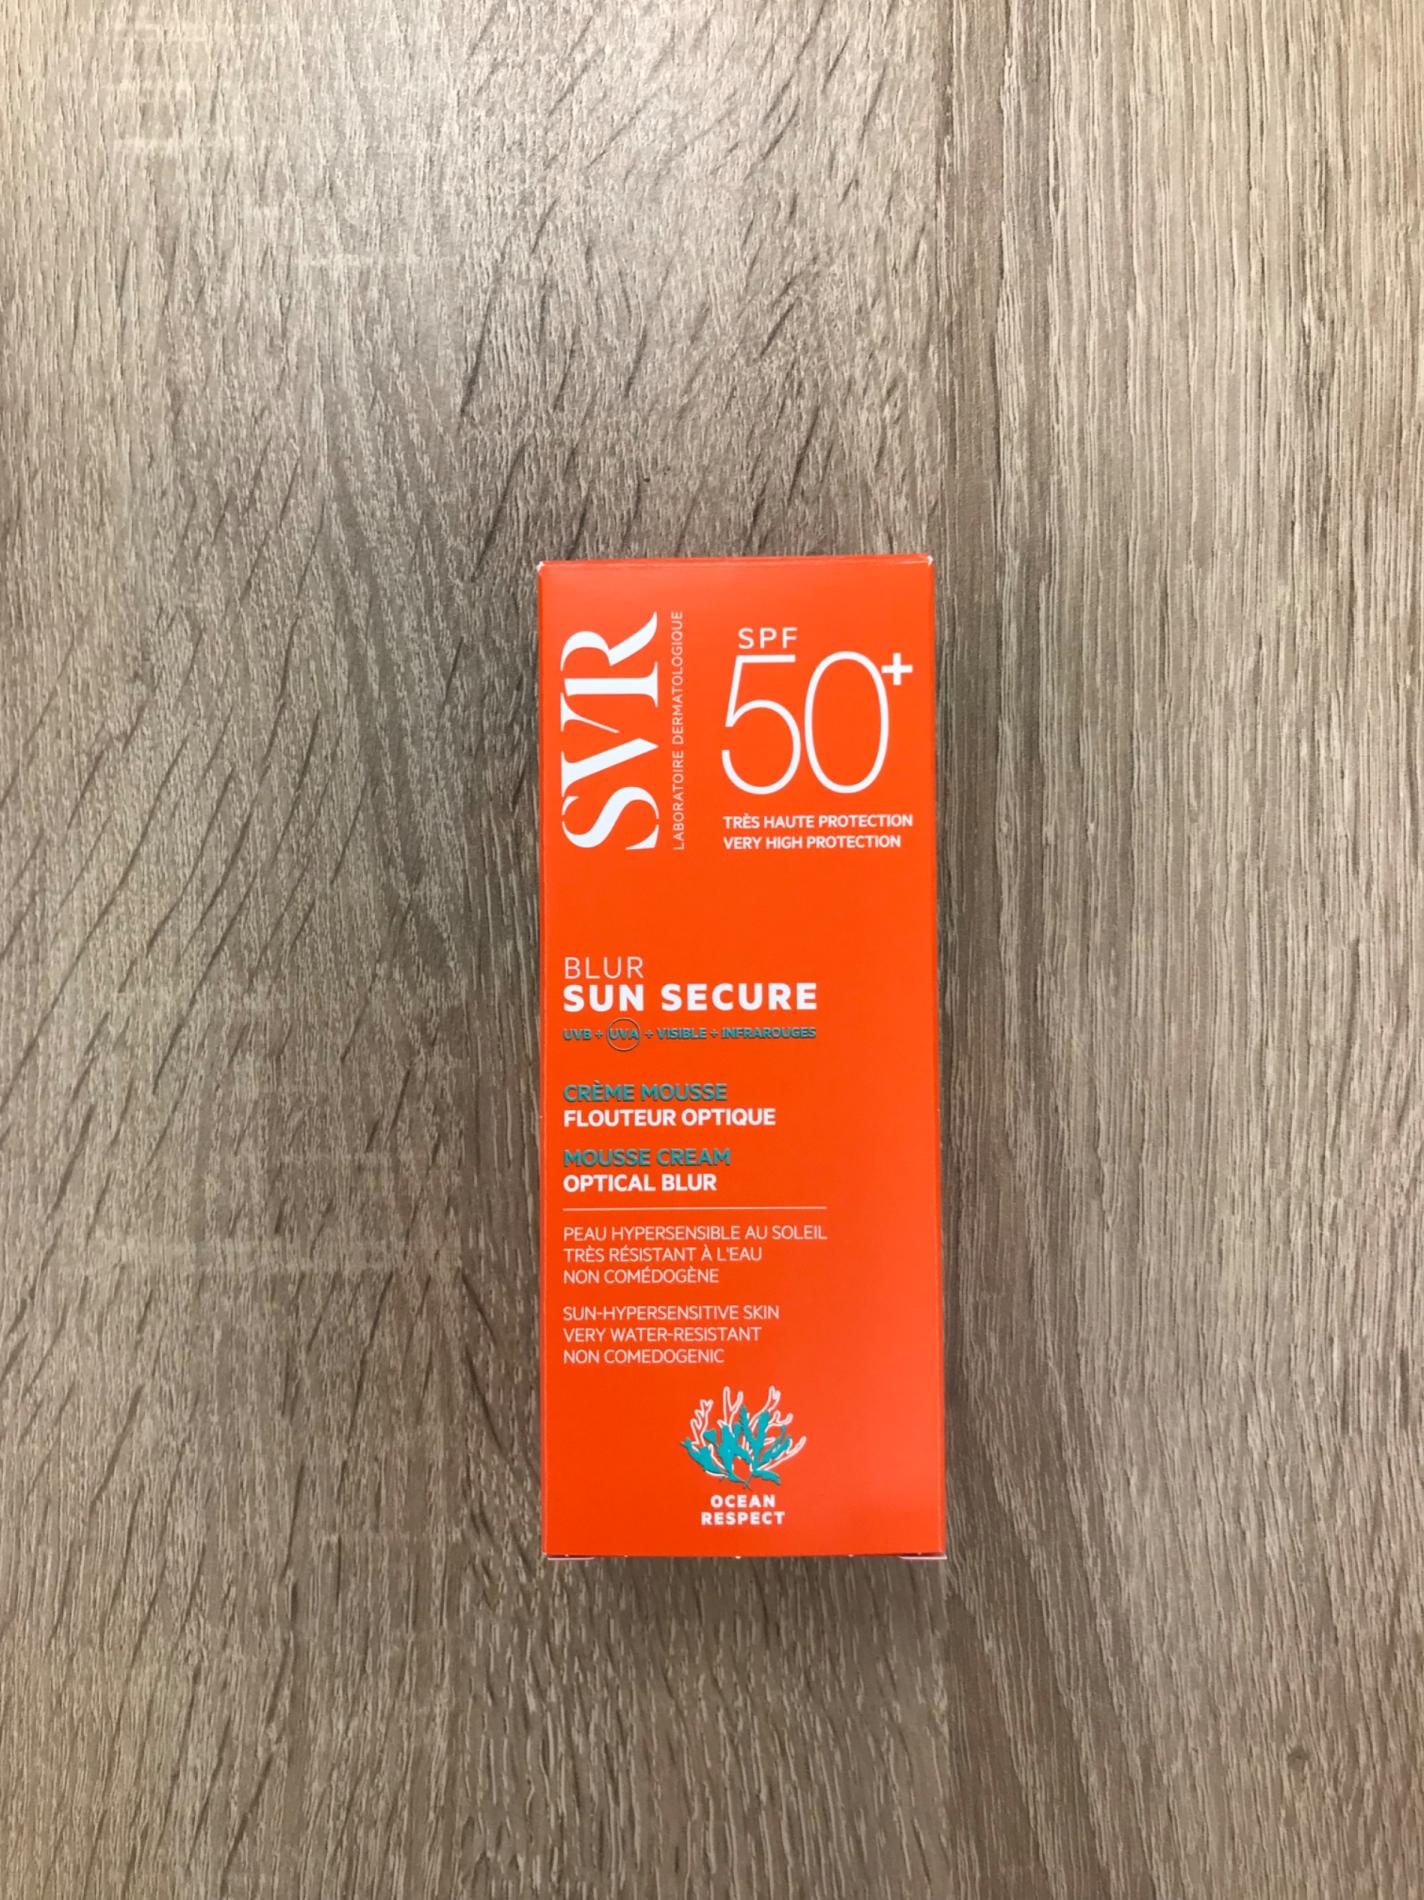 SVR
LABORATOIRE DERMATOLOGIQUE
SPF
50+
TRÈS HAUTE PROTECTION
VERY HIGH PROTECTION
BLUR
SUN SECURE
UVB + UVA + VISIBLE + INFRAROUGES
CRÈME MOUSSE
FLOUTEUR OPTIQUE
MOUSSE CREAM
OPTICAL BLUR
PEAU HYPERSENSIBLE AU SOLEIL
TRÈS RÉSISTANT À L'EAU
NON COMÉDOGÈNE
SUN-HYPERSENSITIVE SKIN
VERY WATER-RESISTANT
NON COMEDOGENIC
OCEAN
RESPECT